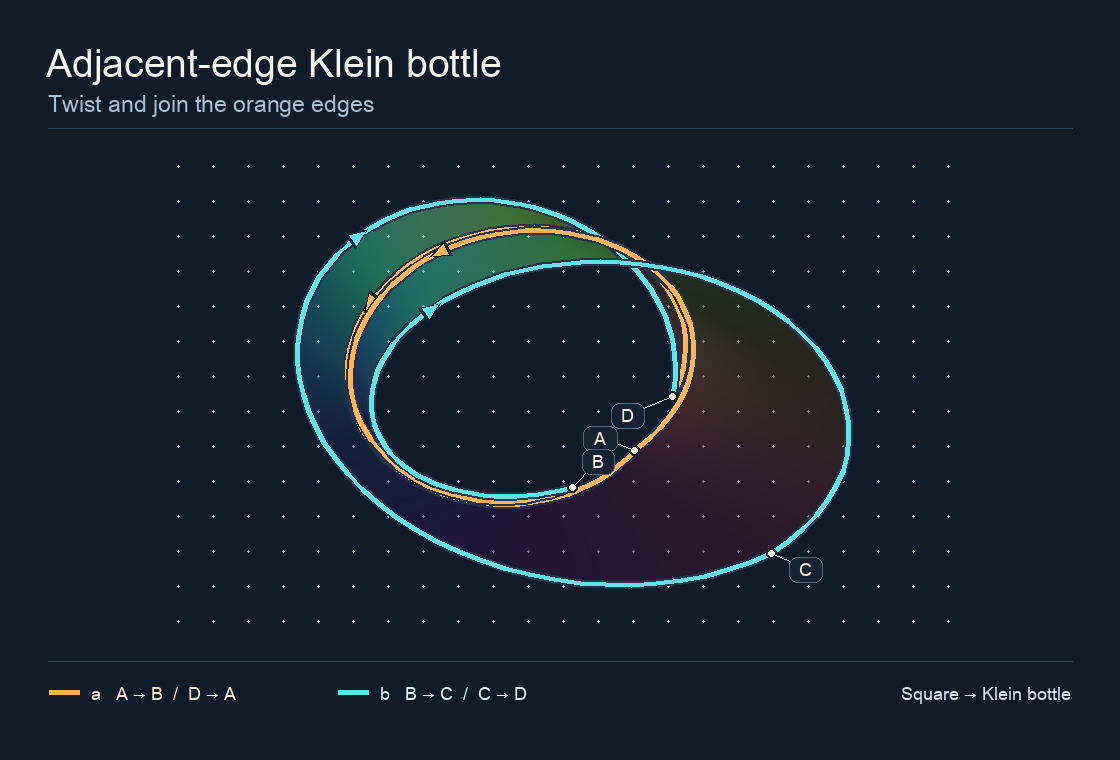 Adjacent-edge Klein bottle
Twist and join the orange edges
D
A
B
C
a A→B / D→A
b B→C / C→D
Square→Klein bottle